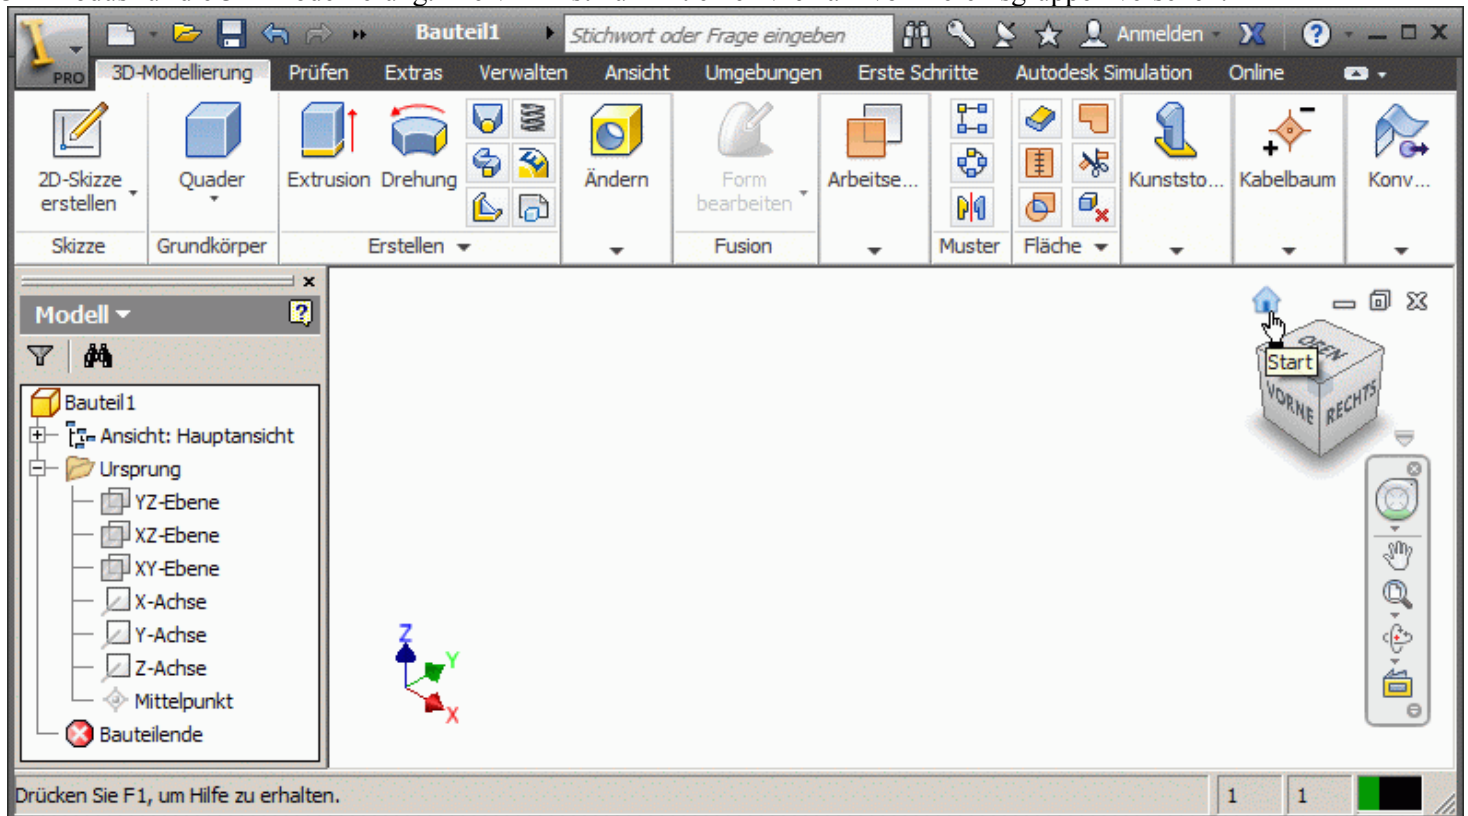 Bauteil1
Stichwort oder Frage eingeben
Anmelden
?
PRO
3D-Modellierung
Prüfen
Extras
Verwalten
Ansicht
Umgebungen
Erste Schritte
Autodesk Simulation
Online
2D-Skizze erstellen
Quader
Extrusion
Drehung
Ändern
Form bearbeiten
Arbeitse...
Kunststo...
Kabelbaum
Konv...
Skizze
Grundkörper
Erstellen
Fusion
Muster
Fläche
Modell
?
Bauteil1
Ansicht: Hauptansicht
Ursprung
YZ-Ebene
XZ-Ebene
XY-Ebene
X-Achse
Y-Achse
Z-Achse
Mittelpunkt
Bauteilende
OBEN
Start
VORNE
RECHTS
Z
Y
X
Drücken Sie F1, um Hilfe zu erhalten.
1
1